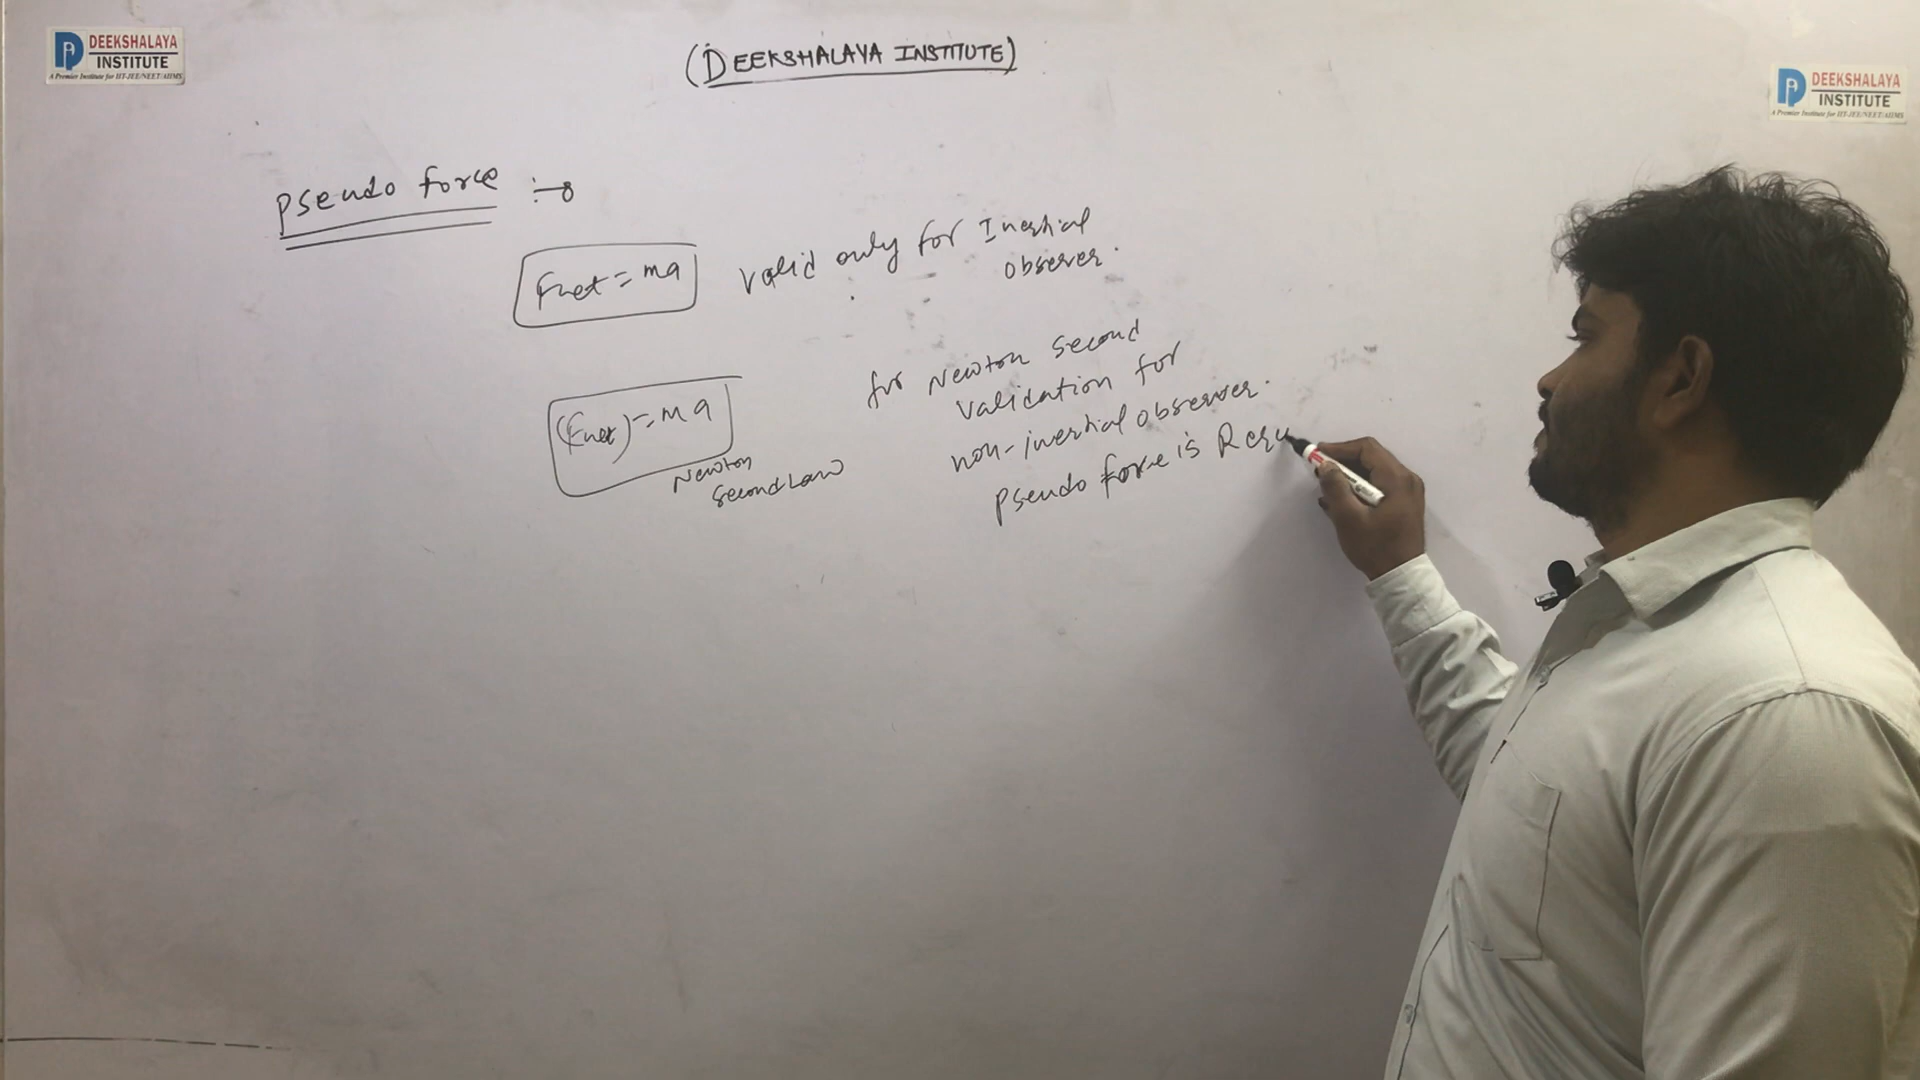 DEEKSHALAYA
INSTITUTE
A Premier Institute for IIT-JEE/NEET/AIIMS
(DEEKSHALAYA INSTITUTE)
DEEKSHALAYA
INSTITUTE
A Premier Institute for IIT-JEE/NEET/AIIMS
Pseudo force :-
Fnet = ma valid only for Inertial
observer.
(Fnet) = ma
Newton
Second Law
for Newton Second
Validation for
non-inertial observer.
Pseudo force is Requ